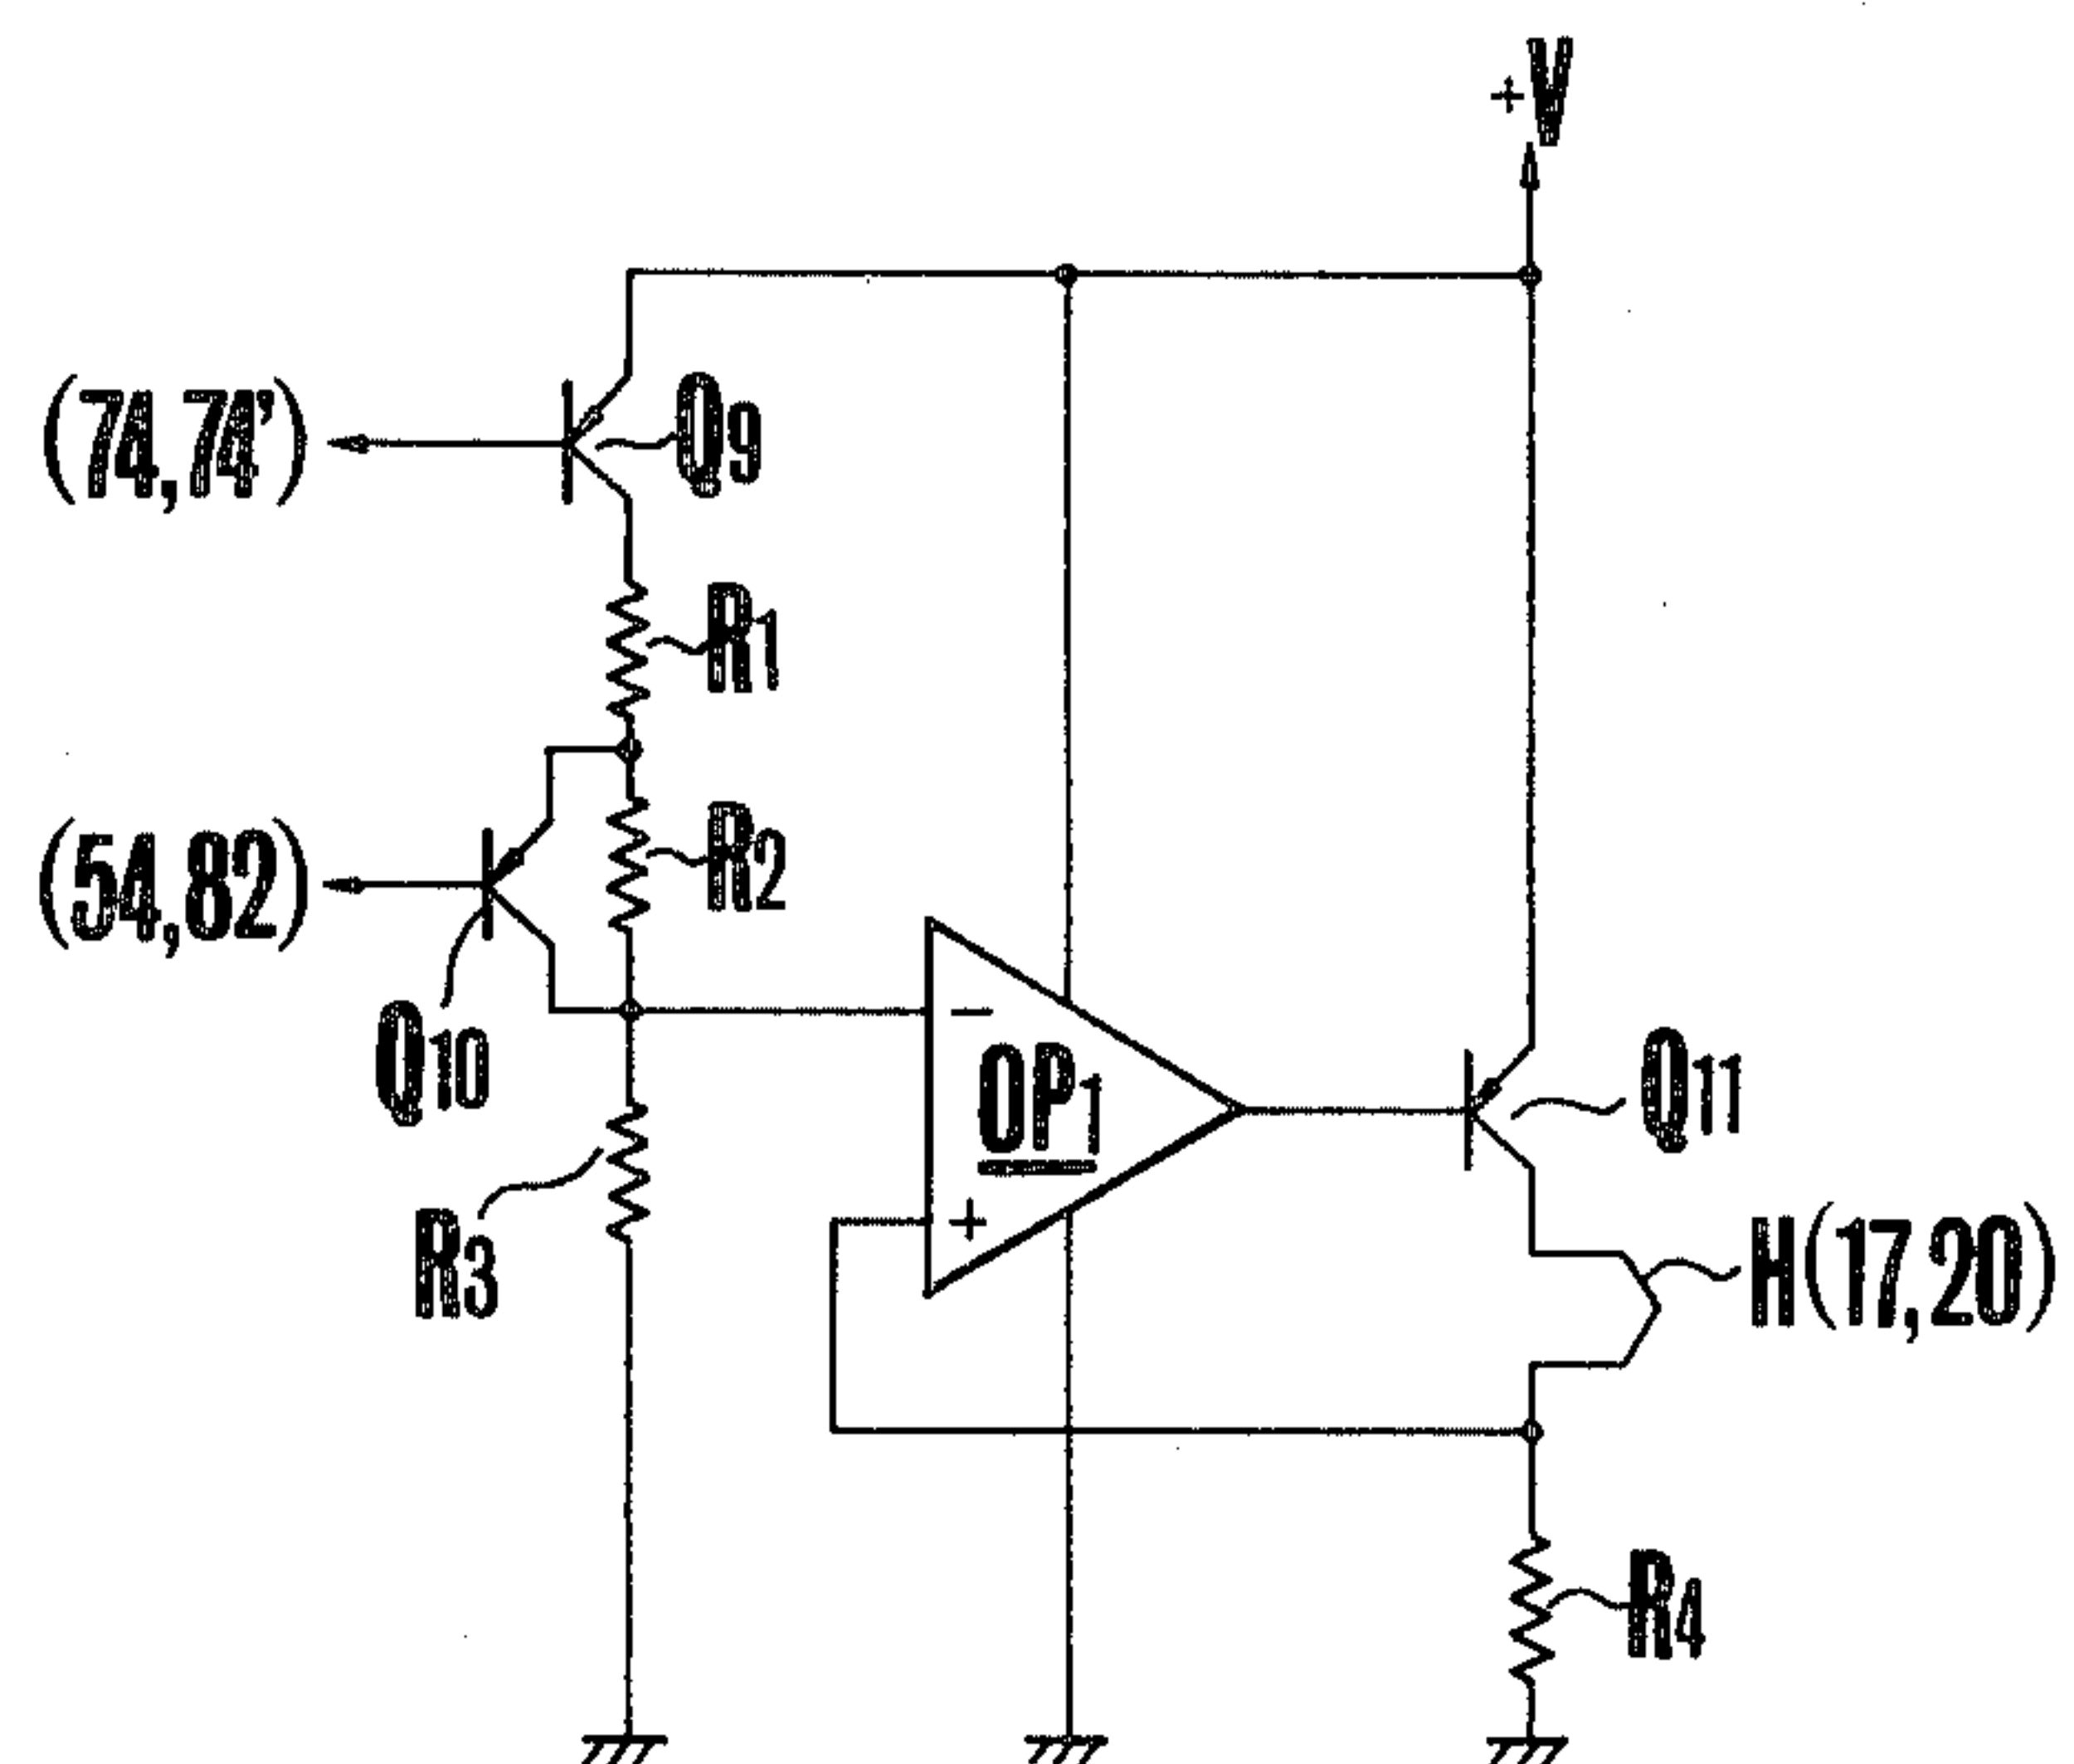 +V
(74,74')
Q9
R1
R2
(54,82)
Q10
−
OP1
+
Q11
R3
H(17,20)
R4